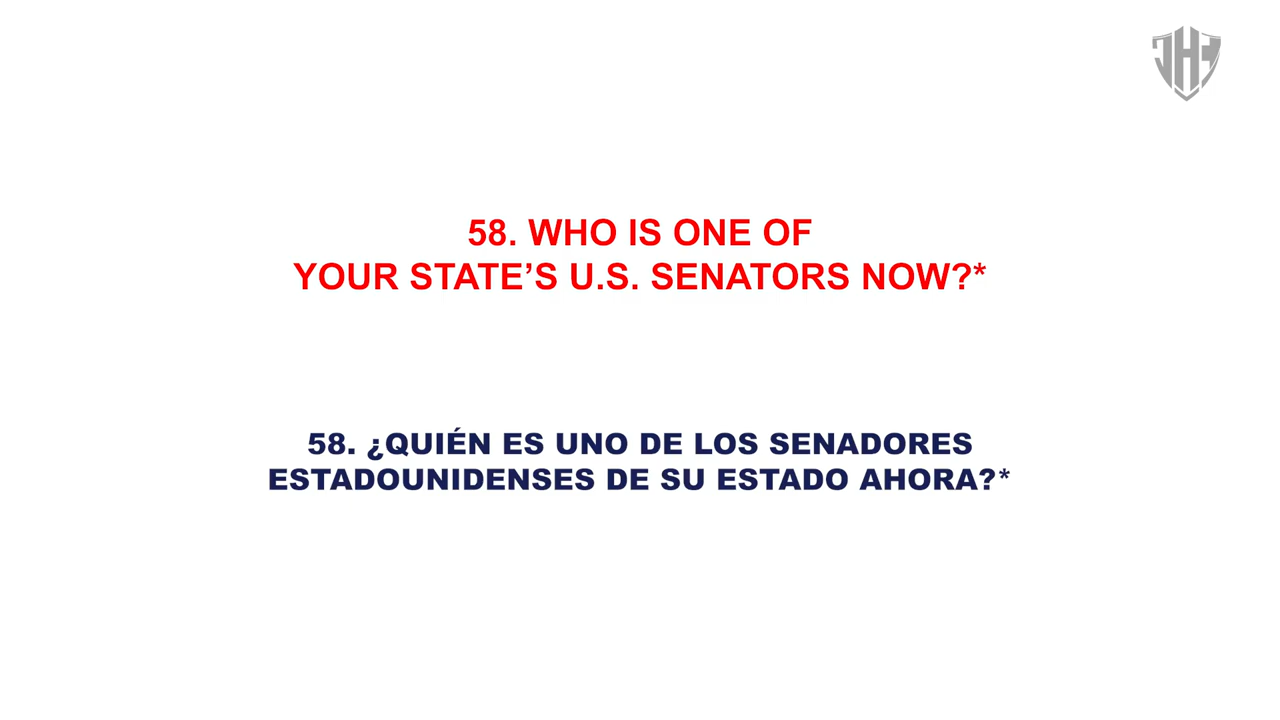 JHE
58. WHO IS ONE OF
YOUR STATE’S U.S. SENATORS NOW?*
58. ¿QUIÉN ES UNO DE LOS SENADORES
ESTADOUNIDENSES DE SU ESTADO AHORA?*